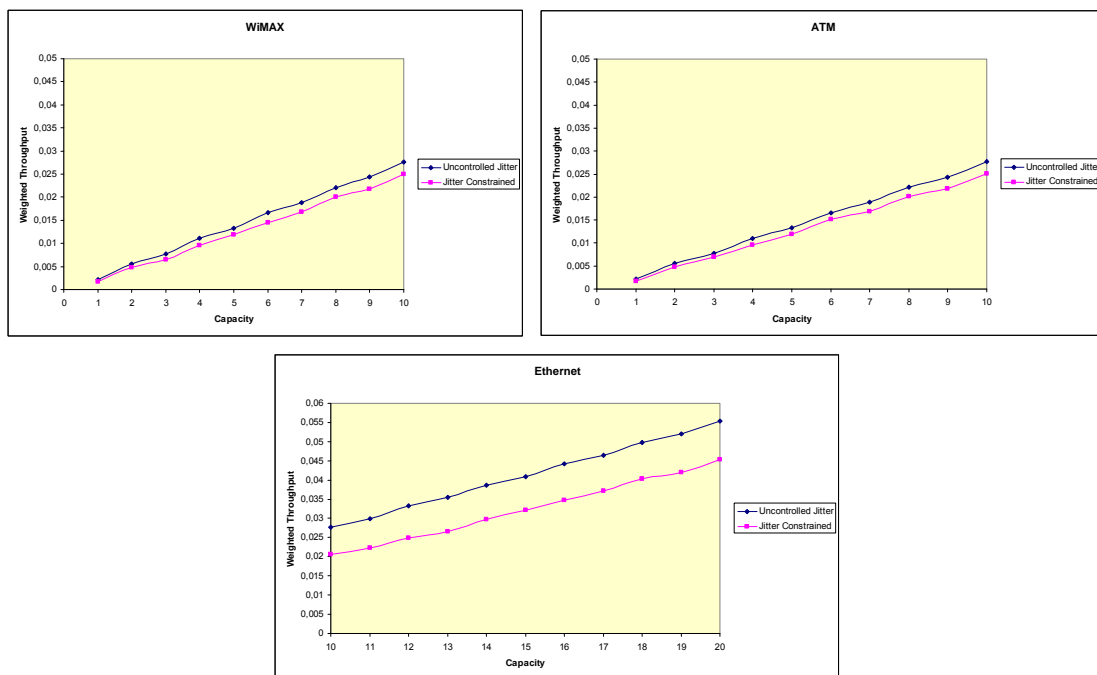 WiMAX
0,05
0,045
0,04
0,035
0,03
0,025
0,02
0,015
0,01
0,005
0
Weighted Throughput
0 1 2 3 4 5 6 7 8 9 10
Capacity
Uncontrolled Jitter
Jitter Constrained
ATM
0,05
0,045
0,04
0,035
0,03
0,025
0,02
0,015
0,01
0,005
0
Weighted Throughput
0 1 2 3 4 5 6 7 8 9 10
Capacity
Uncontrolled Jitter
Jitter Constrained
Ethernet
0,06
0,055
0,05
0,045
0,04
0,035
0,03
0,025
0,02
0,015
0,01
0,005
0
Weighted Throughput
10 11 12 13 14 15 16 17 18 19 20
Capacity
Uncontrolled Jitter
Jitter Constrained